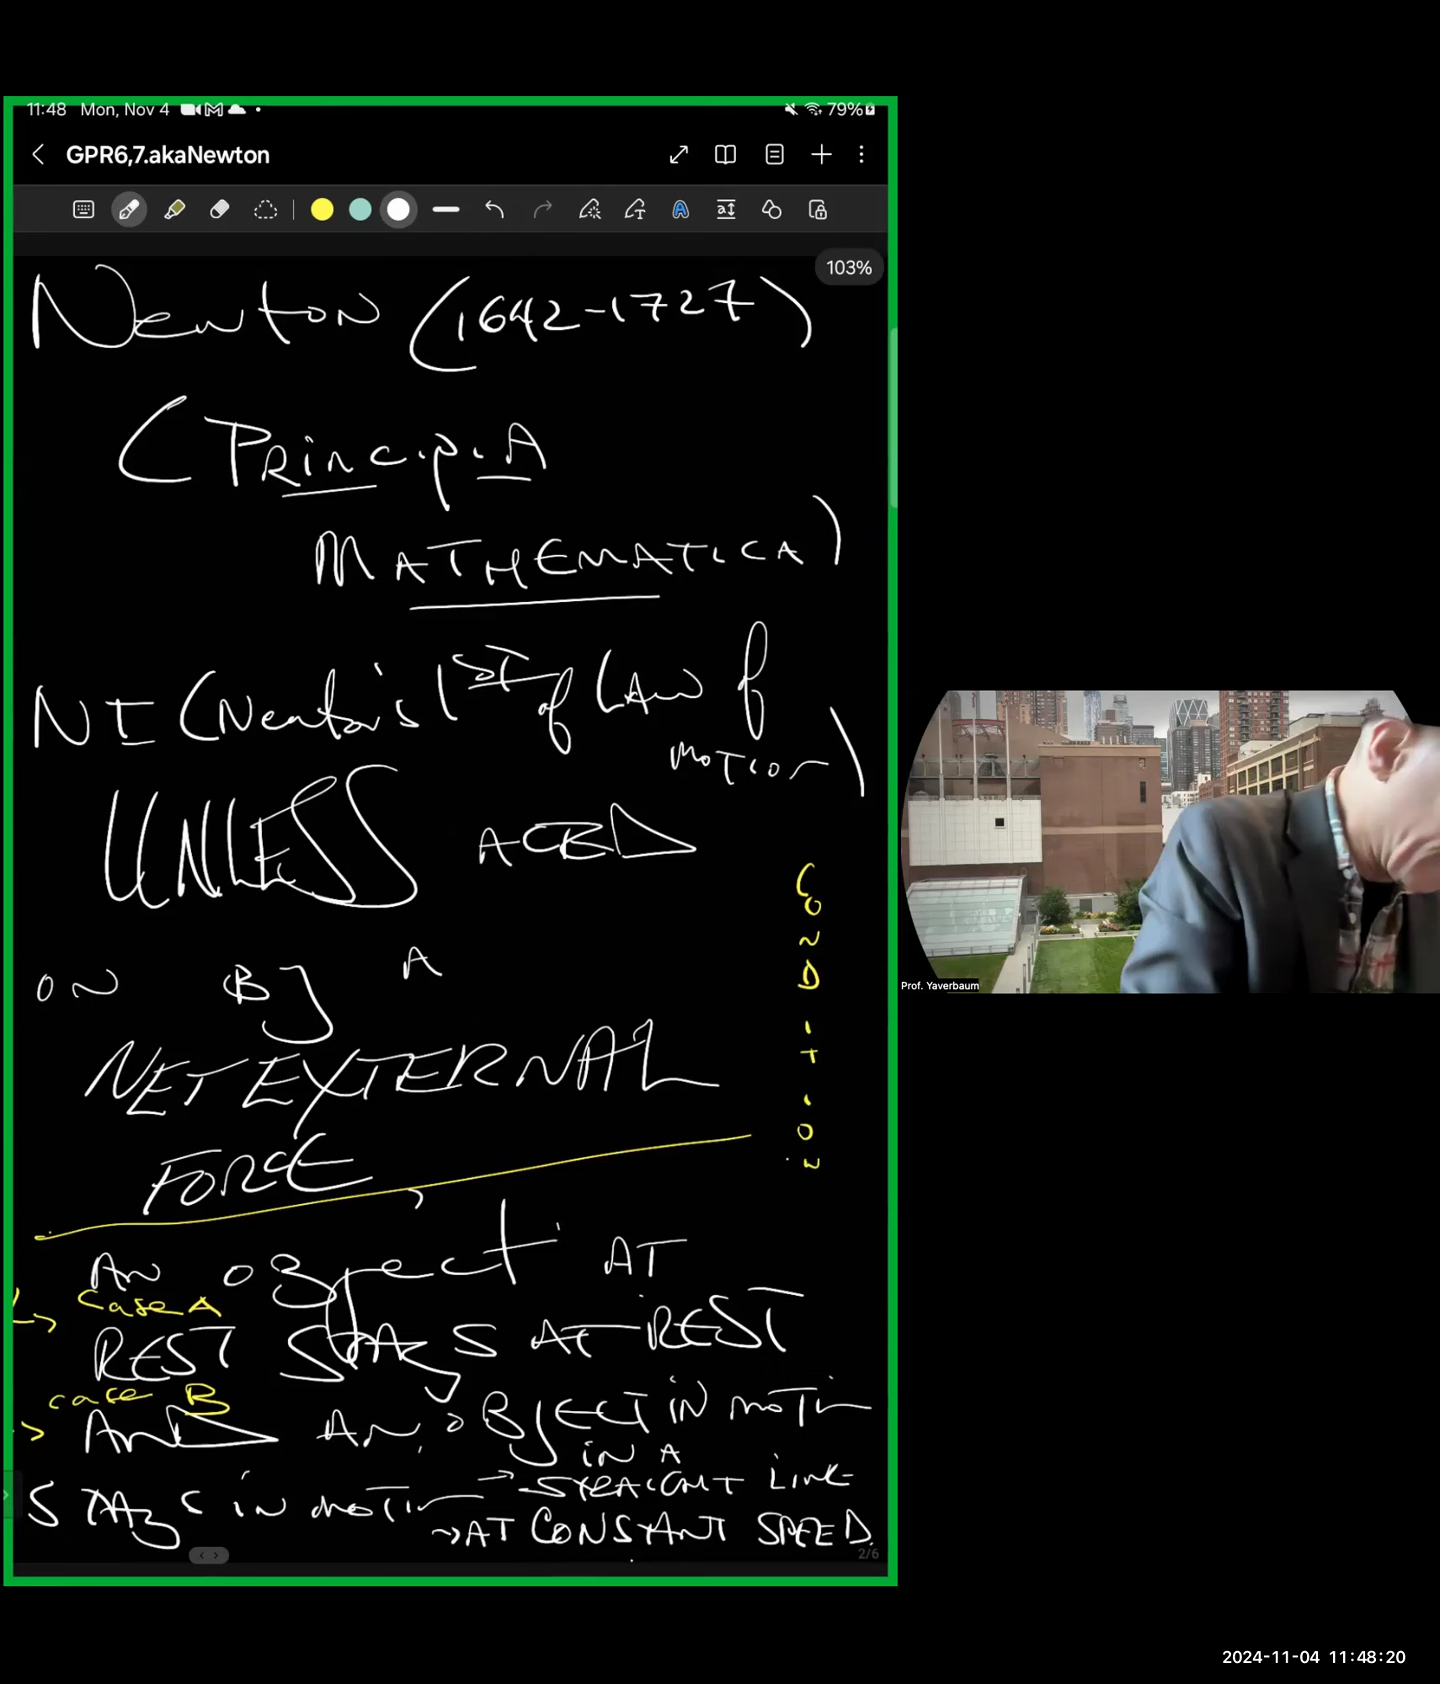 11:48 Mon, Nov 4 79%
GPR6,7.akaNewton
103%
Newton (1642-1727)
(Principia
Mathematica)
NI (Newton's 1ST of Law of
motion)
UNLESS ACTED
ON By A
NET EXTERNAL
FORCE,
CONDITION
An object AT
Case A
REST STAYS AT REST
case B
AND AN OBJECT IN motion
STAYS in motion → in A
STRAIGHT LINE
→ AT CONSTANT SPEED.
2/6
Prof. Yaverbaum
2024-11-04 11:48:20